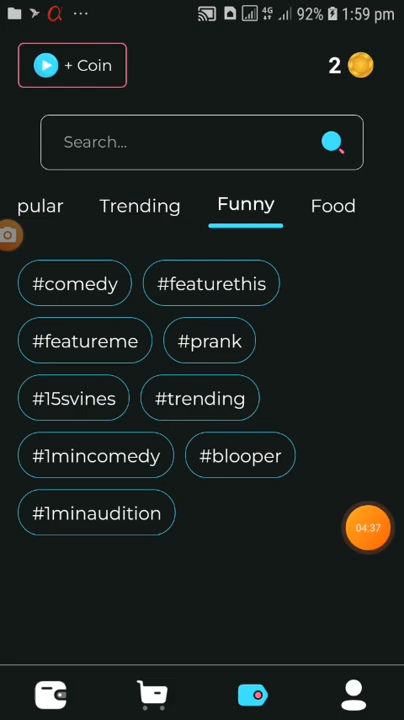 4G 92% 1:59 pm
+ Coin 2
Search...
pular Trending Funny Food
#comedy #featurethis
#featureme #prank
#15svines #trending
#1mincomedy #blooper
#1minaudition
04:37